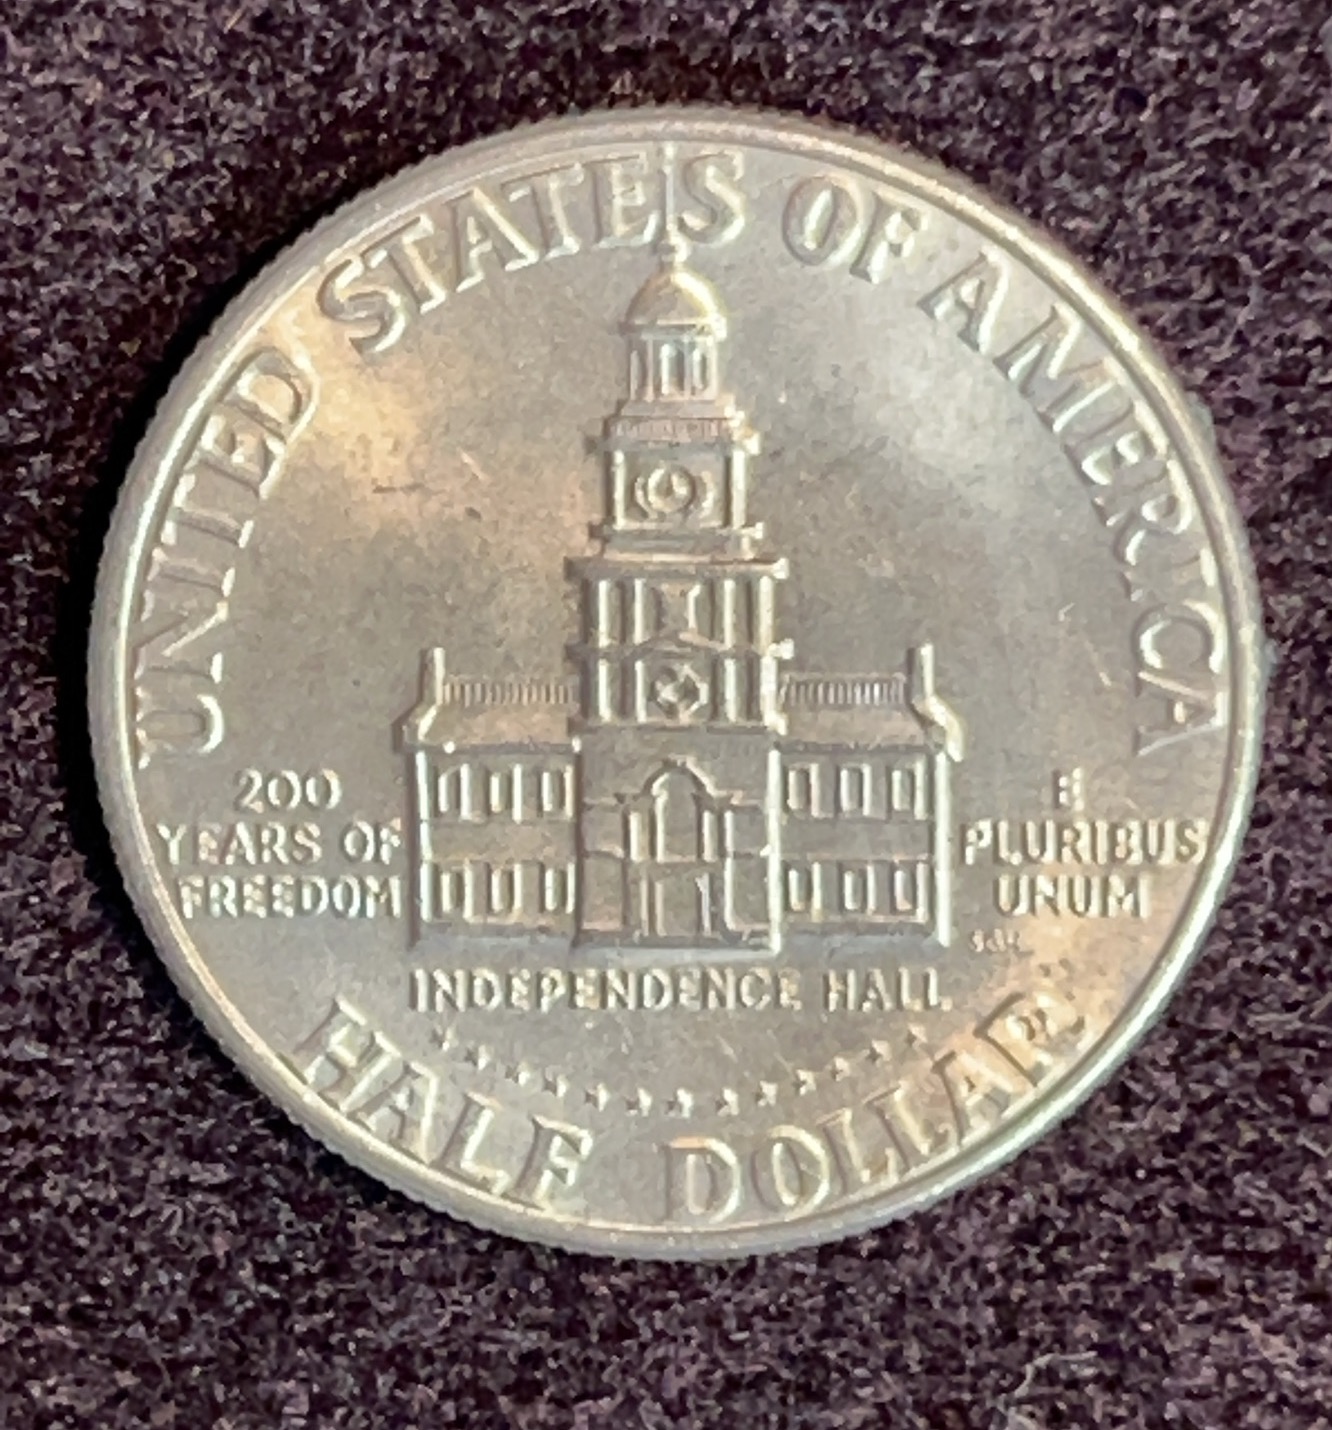 UNITED STATES OF AMERICA
200
YEARS OF
FREEDOM
E
PLURIBUS
UNUM
INDEPENDENCE HALL
HALF DOLLAR